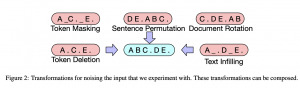 A _ C . _ E . D E . A B C . C . D E . A B
Token Masking Sentence Permutation Document Rotation
A . C . E . A B C . D E . A _ . D _ E .
Token Deletion Text Infilling
Figure 2: Transformations for noising the input that we experiment with. These transformations can be composed.